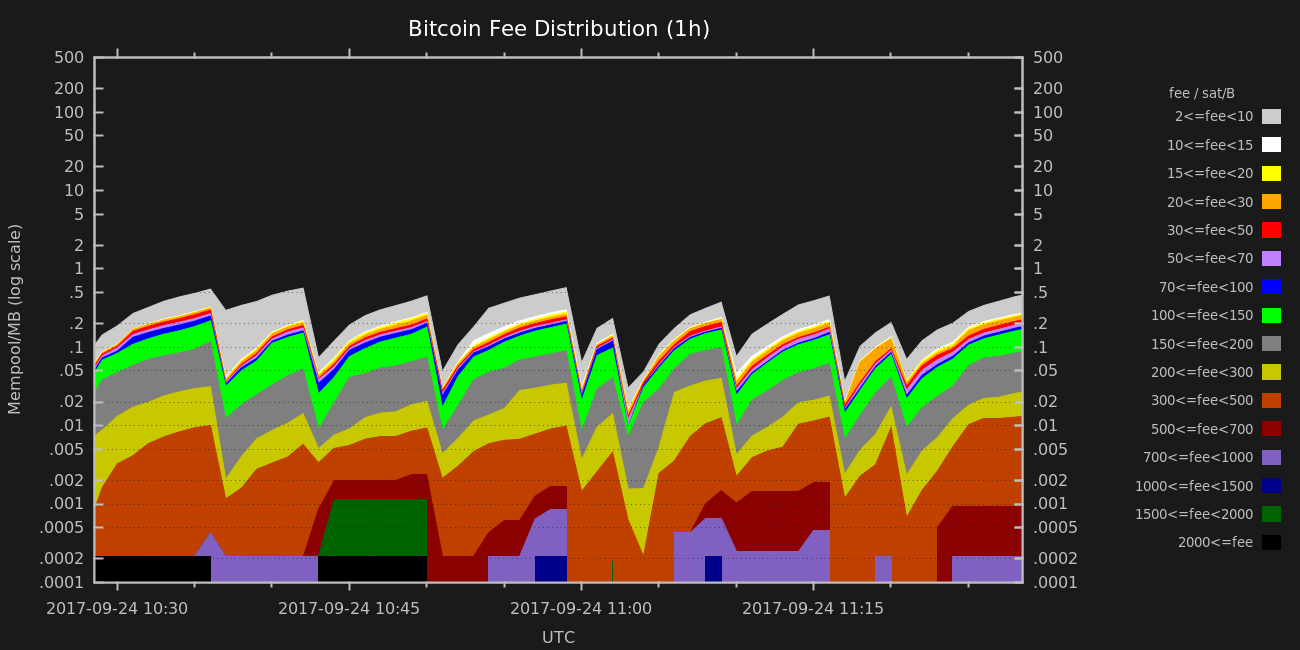 Bitcoin Fee Distribution (1h)
500
200
100
50
20
10
5
2
1
.5
.2
.1
.05
.02
.01
.005
.002
.001
.0005
.0002
.0001
Mempool/MB (log scale)
500
200
100
50
20
10
5
2
1
.5
.2
.1
.05
.02
.01
.005
.002
.001
.0005
.0002
.0001
fee / sat/B
2<=fee<10
10<=fee<15
15<=fee<20
20<=fee<30
30<=fee<50
50<=fee<70
70<=fee<100
100<=fee<150
150<=fee<200
200<=fee<300
300<=fee<500
500<=fee<700
700<=fee<1000
1000<=fee<1500
1500<=fee<2000
2000<=fee
2017-09-24 10:30
2017-09-24 10:45
2017-09-24 11:00
2017-09-24 11:15
UTC